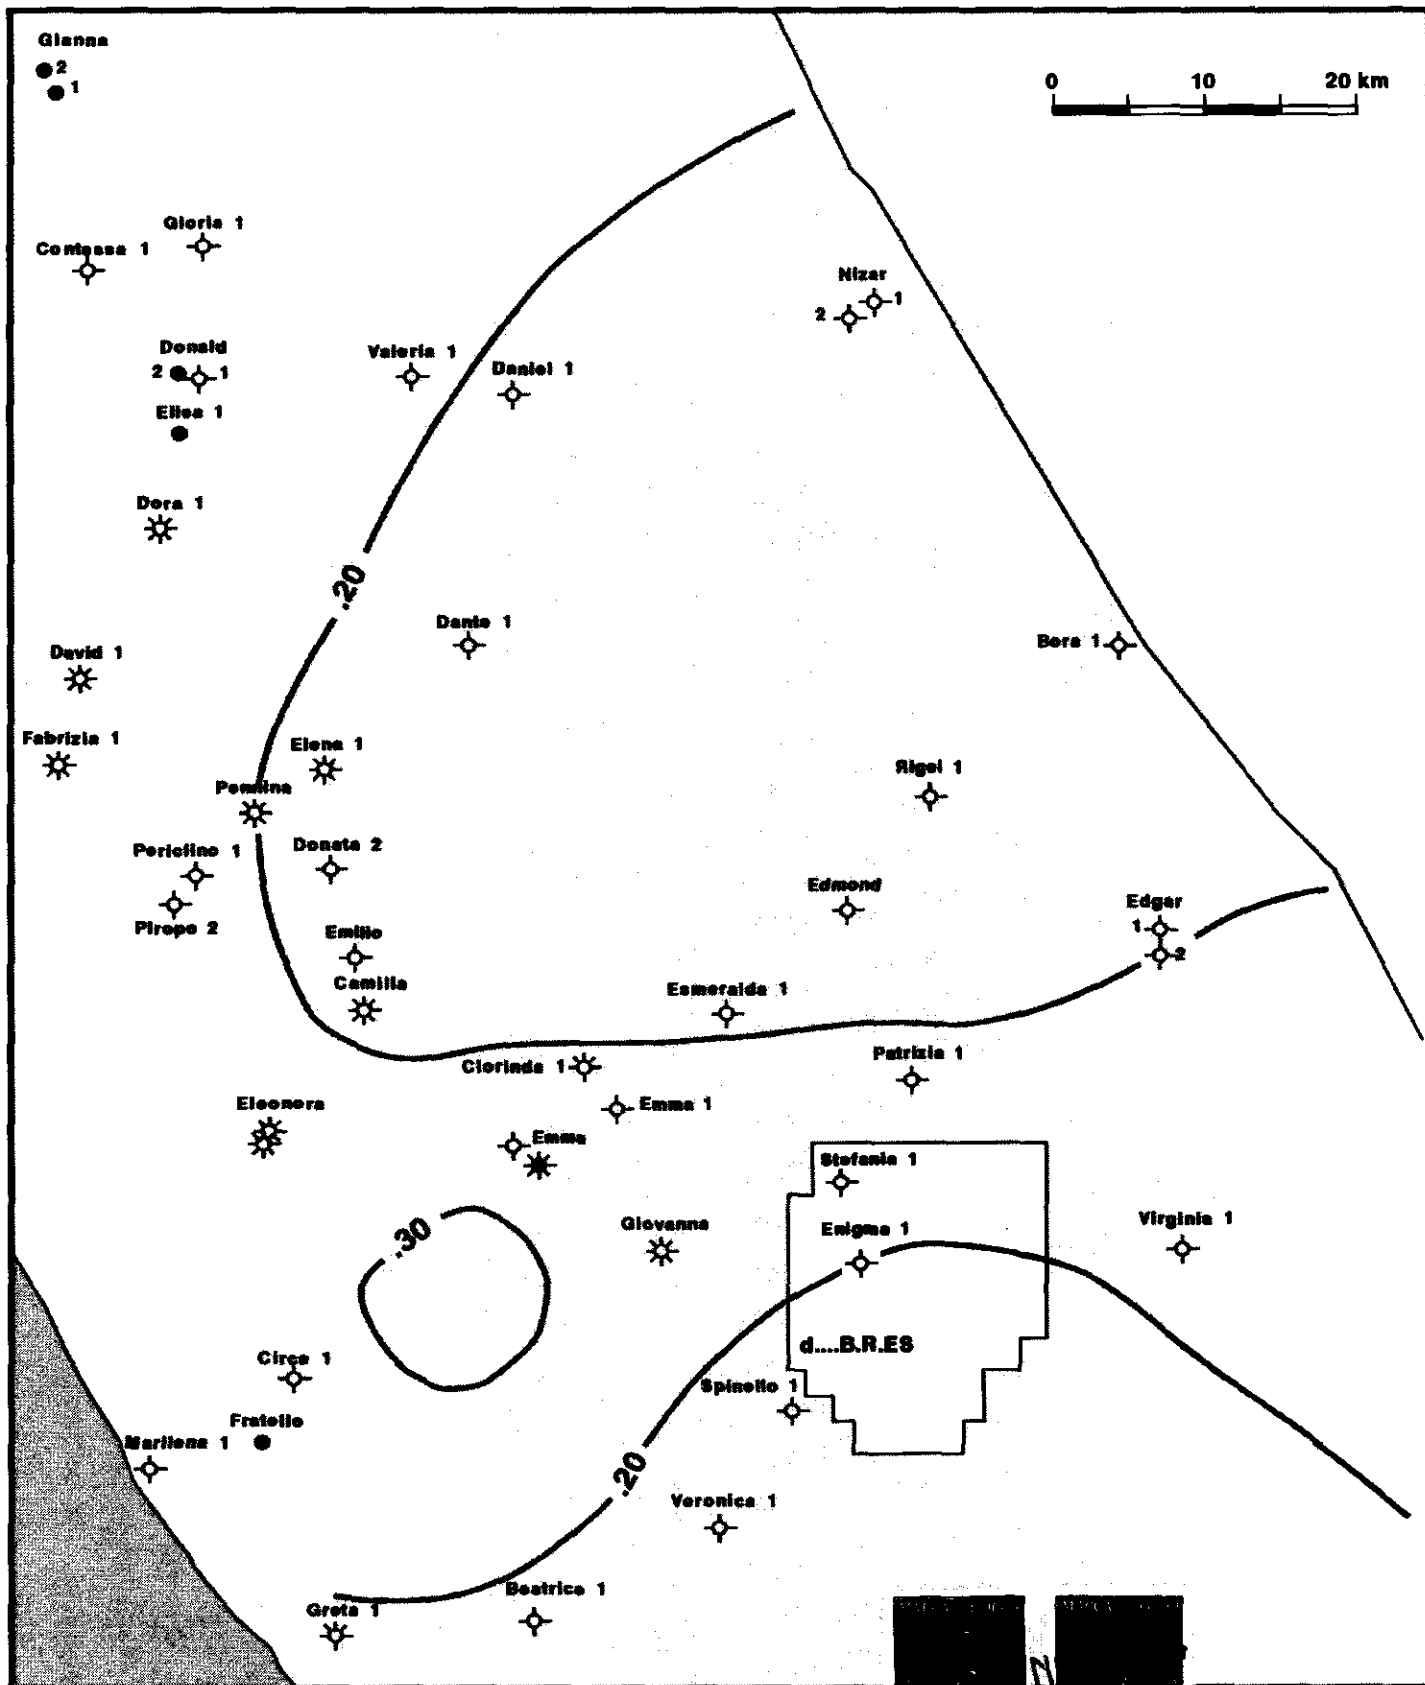 Gianna
2
1
0 10 20 km
Gloria 1
Contessa 1
Nizar
1
2
Donald
2 1
Valeria 1
Daniel 1
Elisa 1
Dora 1
.20
Dante 1
Bora 1
David 1
Fabrizia 1
Elena 1
Pennina
Rigel 1
Periclino 1
Donata 2
Edmond
Piropo 2
Edgar
1
2
Emilio
Camilla
Esmeralda 1
Clorinda 1
Patrizia 1
Eleonora
Emma 1
Emma
Stefania 1
.30
Giovanna
Enigma 1
Virginia 1
d....B.R.ES
Circe 1
Spinello 1
Fratello
Marilena 1
.20
Veronica 1
Beatrice 1
Greta 1
N